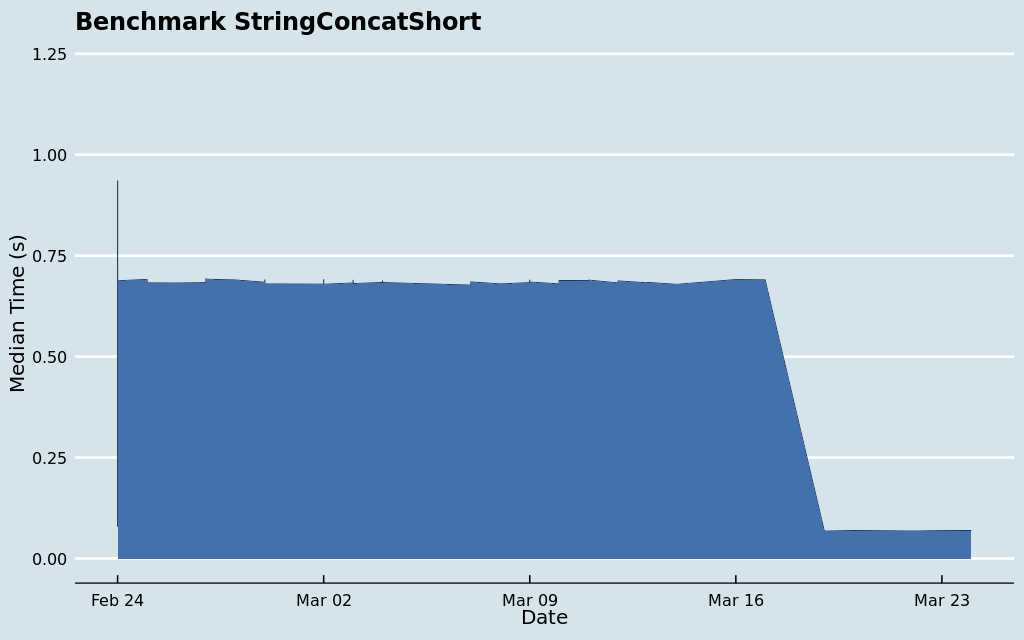 Benchmark StringConcatShort
1.25
1.00
0.75
0.50
0.25
0.00
Median Time (s)
Feb 24 Mar 02 Mar 09 Mar 16 Mar 23
Date